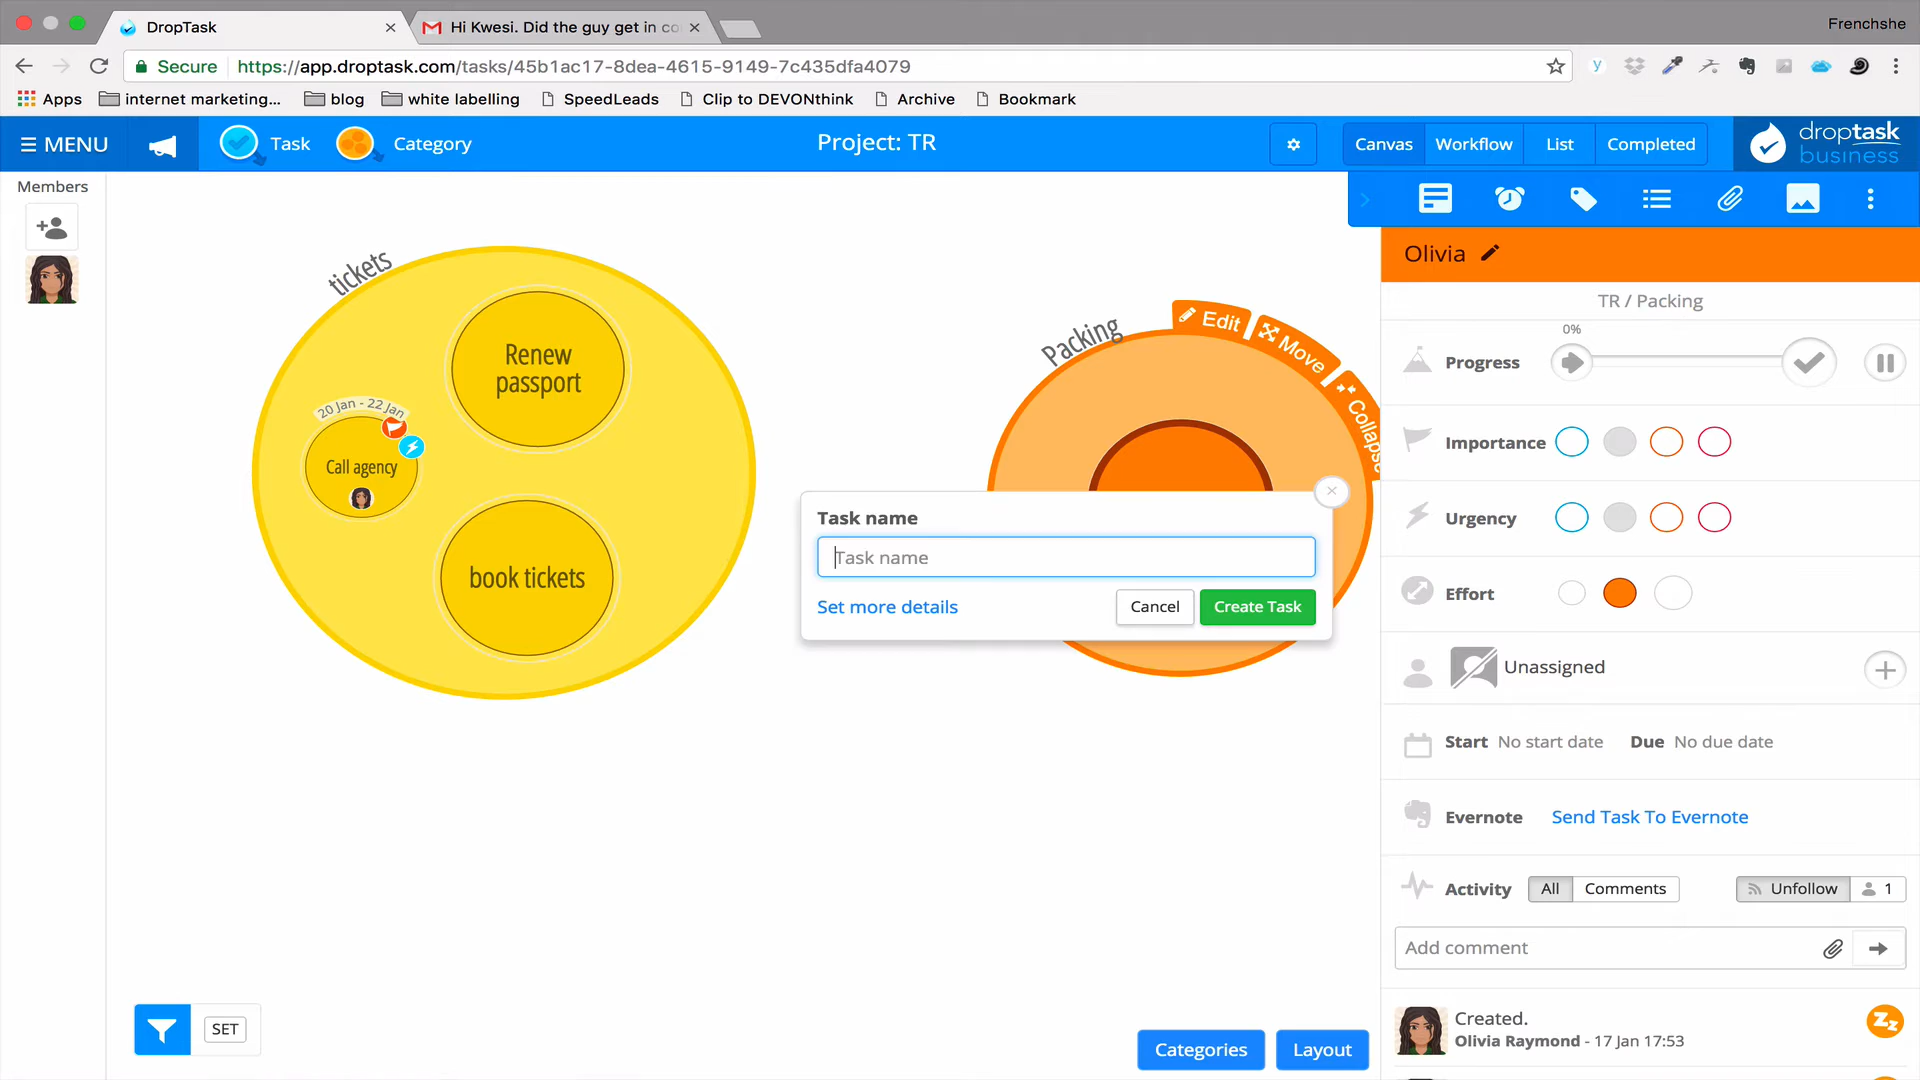 DropTask
Hi Kwesi. Did the guy get in co
Frenchshe
Secure
https://app.droptask.com/tasks/45b1ac17-8dea-4615-9149-7c435dfa4079
Apps
internet marketing...
blog
white labelling
SpeedLeads
Clip to DEVONthink
Archive
Bookmark
MENU
Task
Category
Project: TR
Canvas
Workflow
List
Completed
droptask
business
Members
tickets
Renew
passport
20 Jan - 22 Jan
Call agency
book tickets
Packing
Edit
Move
Collapse
Task name
Task name
Set more details
Cancel
Create Task
Olivia
TR / Packing
0%
Progress
Importance
Urgency
Effort
Unassigned
Start No start date Due No due date
Evernote Send Task To Evernote
Activity All Comments Unfollow 1
Add comment
Created.
Olivia Raymond - 17 Jan 17:53
Zz
SET
Categories
Layout